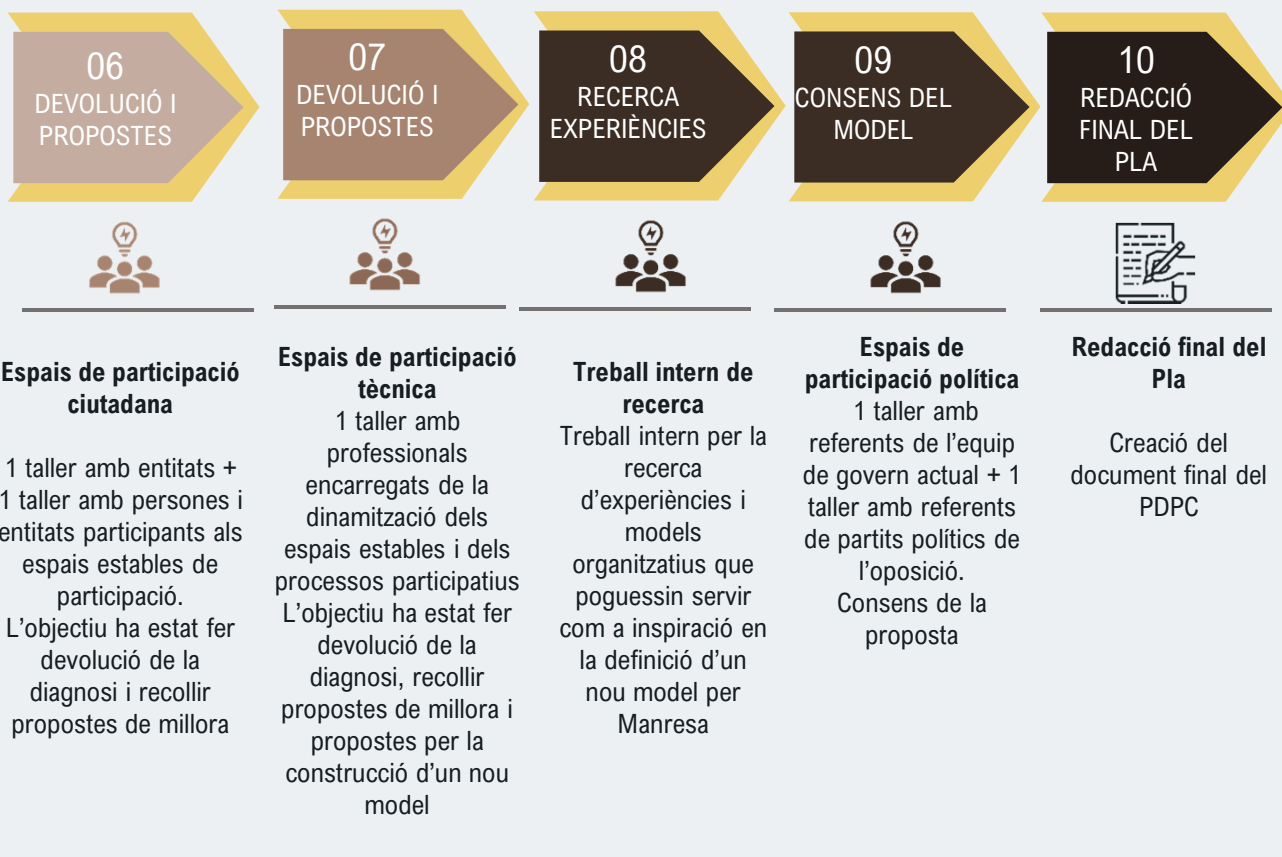 06
DEVOLUCIÓ I
PROPOSTES
07
DEVOLUCIÓ I
PROPOSTES
08
RECERCA
EXPERIÈNCIES
09
CONSENS DEL
MODEL
10
REDACCIÓ
FINAL DEL
PLA
Espais de participació
ciutadana
1 taller amb entitats +
1 taller amb persones i
entitats participants als
espais estables de
participació.
L’objectiu ha estat fer
devolució de la
diagnosi i recollir
propostes de millora
Espais de participació
tècnica
1 taller amb
professionals
encarregats de la
dinamització dels
espais estables i dels
processos participatius
L’objectiu ha estat fer
devolució de la
diagnosi, recollir
propostes de millora i
propostes per la
construcció d’un nou
model
Treball intern de
recerca
Treball intern per la
recerca
d’experiències i
models
organitzatius que
poguessin servir
com a inspiració en
la definició d’un
nou model per
Manresa
Espais de
participació política
1 taller amb
referents de l’equip
de govern actual + 1
taller amb referents
de partits polítics de
l’oposició.
Consens de la
proposta
Redacció final del
Pla
Creació del
document final del
PDPC